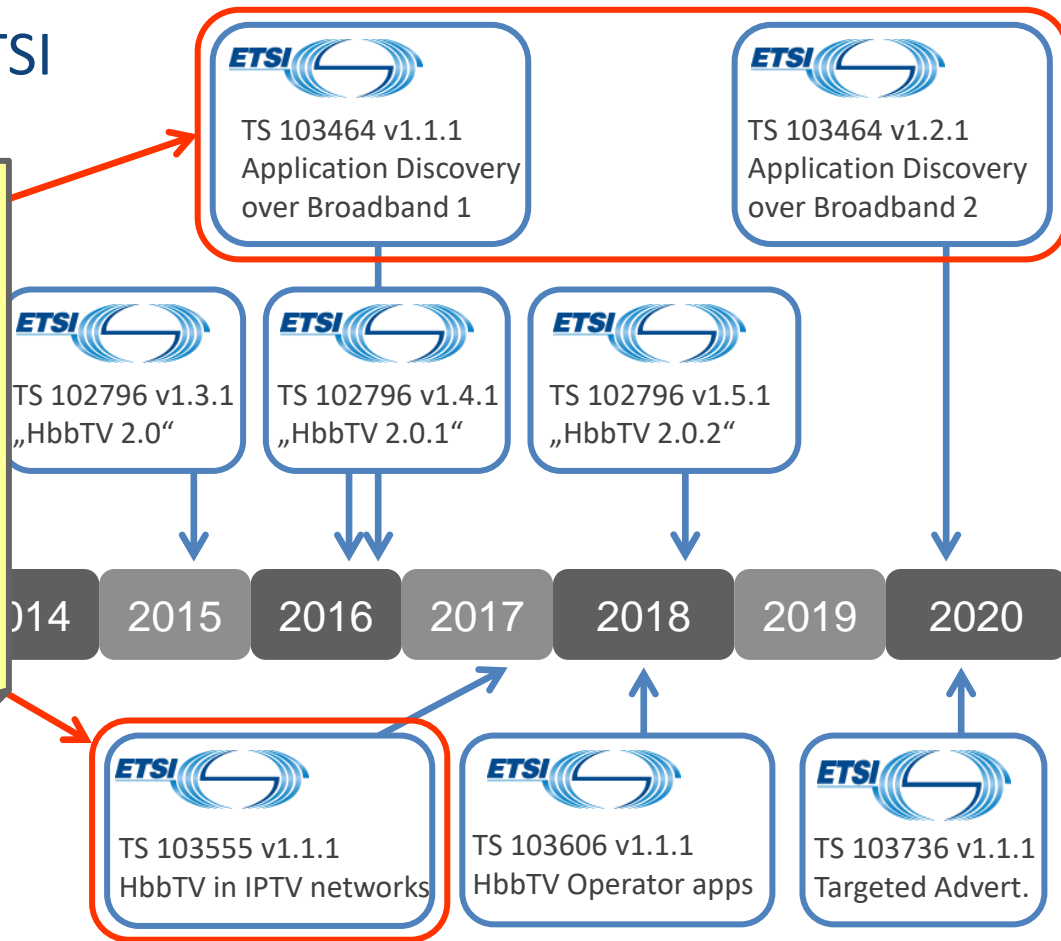 TSI
ETSI
TS 103464 v1.1.1
Application Discovery
over Broadband 1
ETSI
TS 103464 v1.2.1
Application Discovery
over Broadband 2
ETSI
TS 102796 v1.3.1
„HbbTV 2.0“
ETSI
TS 102796 v1.4.1
„HbbTV 2.0.1“
ETSI
TS 102796 v1.5.1
„HbbTV 2.0.2“
014 2015 2016 2017 2018 2019 2020
ETSI
TS 103555 v1.1.1
HbbTV in IPTV networks
ETSI
TS 103606 v1.1.1
HbbTV Operator apps
ETSI
TS 103736 v1.1.1
Targeted Advert.